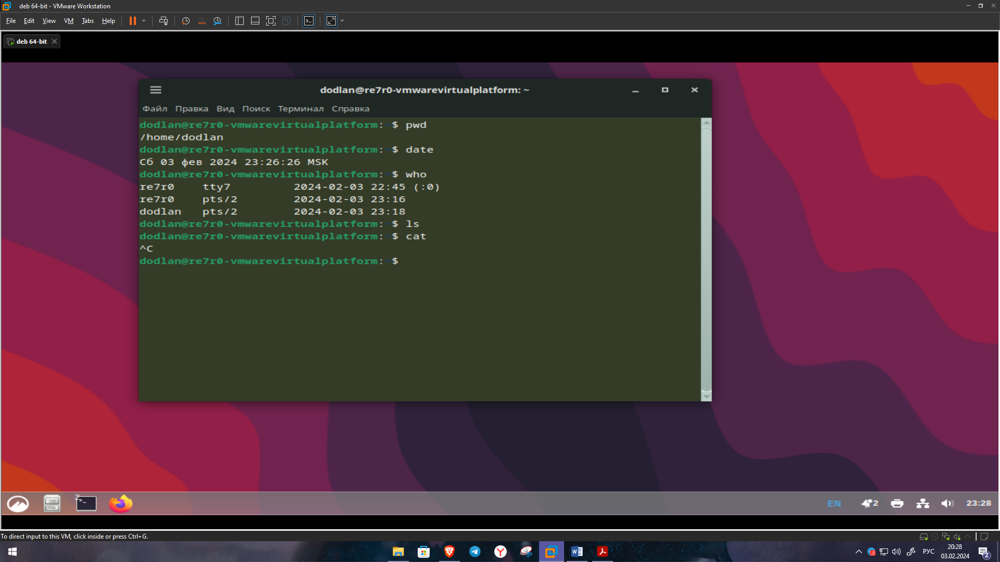 deb 64-bit - VMware Workstation
File Edit View VM Tabs Help
deb 64-bit
dodlan@re7r0-vmwarevirtualplatform: ~
Файл Правка Вид Поиск Терминал Справка
dodlan@re7r0-vmwarevirtualplatform:~$ pwd
/home/dodlan
dodlan@re7r0-vmwarevirtualplatform:~$ date
Сб 03 фев 2024 23:26:26 MSK
dodlan@re7r0-vmwarevirtualplatform:~$ who
re7r0    tty7         2024-02-03 22:45 (:0)
re7r0    pts/2        2024-02-03 23:16
dodlan   pts/2        2024-02-03 23:18
dodlan@re7r0-vmwarevirtualplatform:~$ ls
dodlan@re7r0-vmwarevirtualplatform:~$ cat
^C
dodlan@re7r0-vmwarevirtualplatform:~$
2
EN 2 23:28
To direct input to this VM, click inside or press Ctrl+G.
РУС 20:28
03.02.2024
2